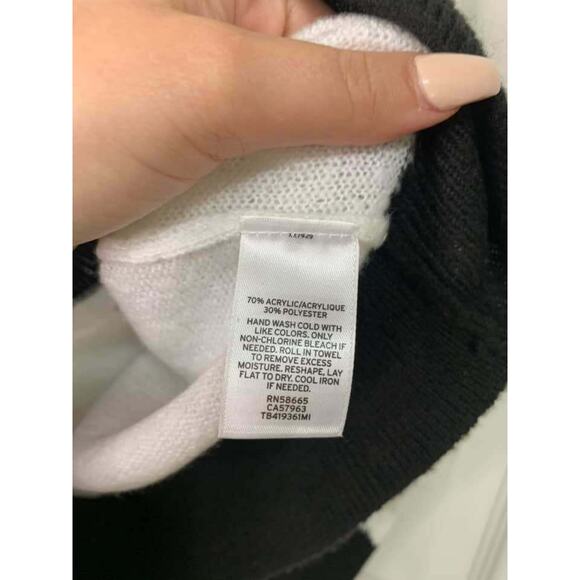 70% ACRYLIC/ACRYLIQUE
30% POLYESTER
HAND WASH COLD WITH
LIKE COLORS. ONLY
NON-CHLORINE BLEACH IF
NEEDED. ROLL IN TOWEL
TO REMOVE EXCESS
MOISTURE. RESHAPE, LAY
FLAT TO DRY. COOL IRON
IF NEEDED.
RN58665
CA57963
TB419361MI